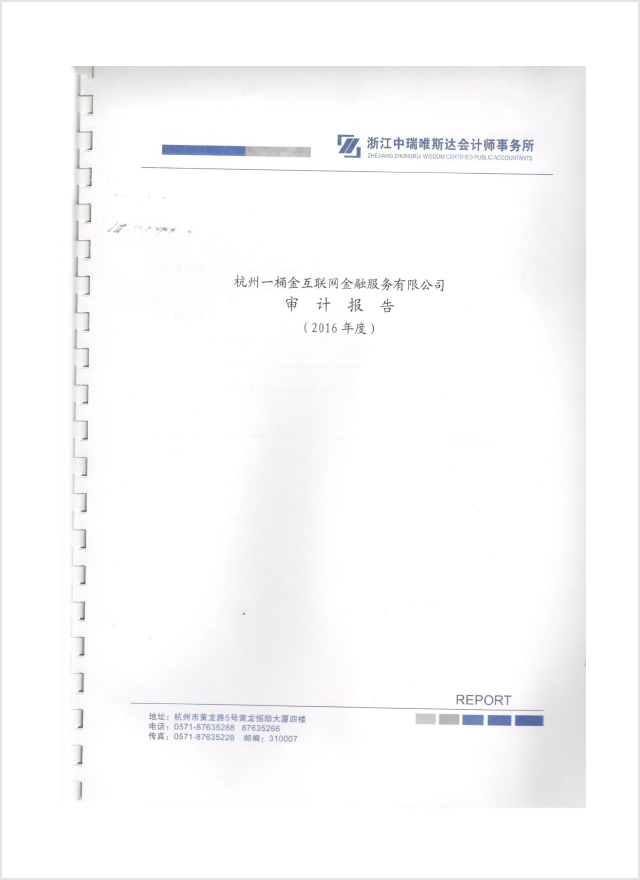 浙江中瑞唯斯达会计师事务所
ZHEJIANG ZHONGRUI WISDOM CERTIFIED PUBLIC ACCOUNTANTS
杭州一桶金互联网金融服务有限公司
审 计 报 告
（2016 年度）
REPORT
地址：杭州市黄龙路5号黄龙恒励大厦四楼
电话：0571-87635288 87635266
传真：0571-87635228 邮编：310007